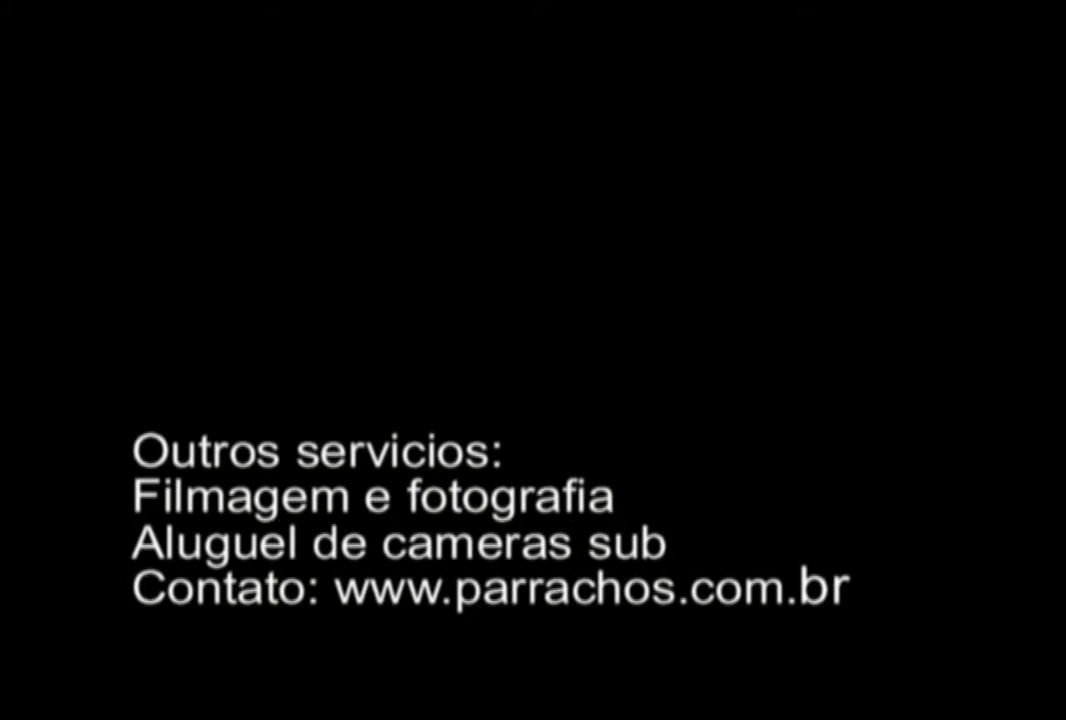 Outros servicios:
Filmagem e fotografia
Aluguel de cameras sub
Contato: www.parrachos.com.br